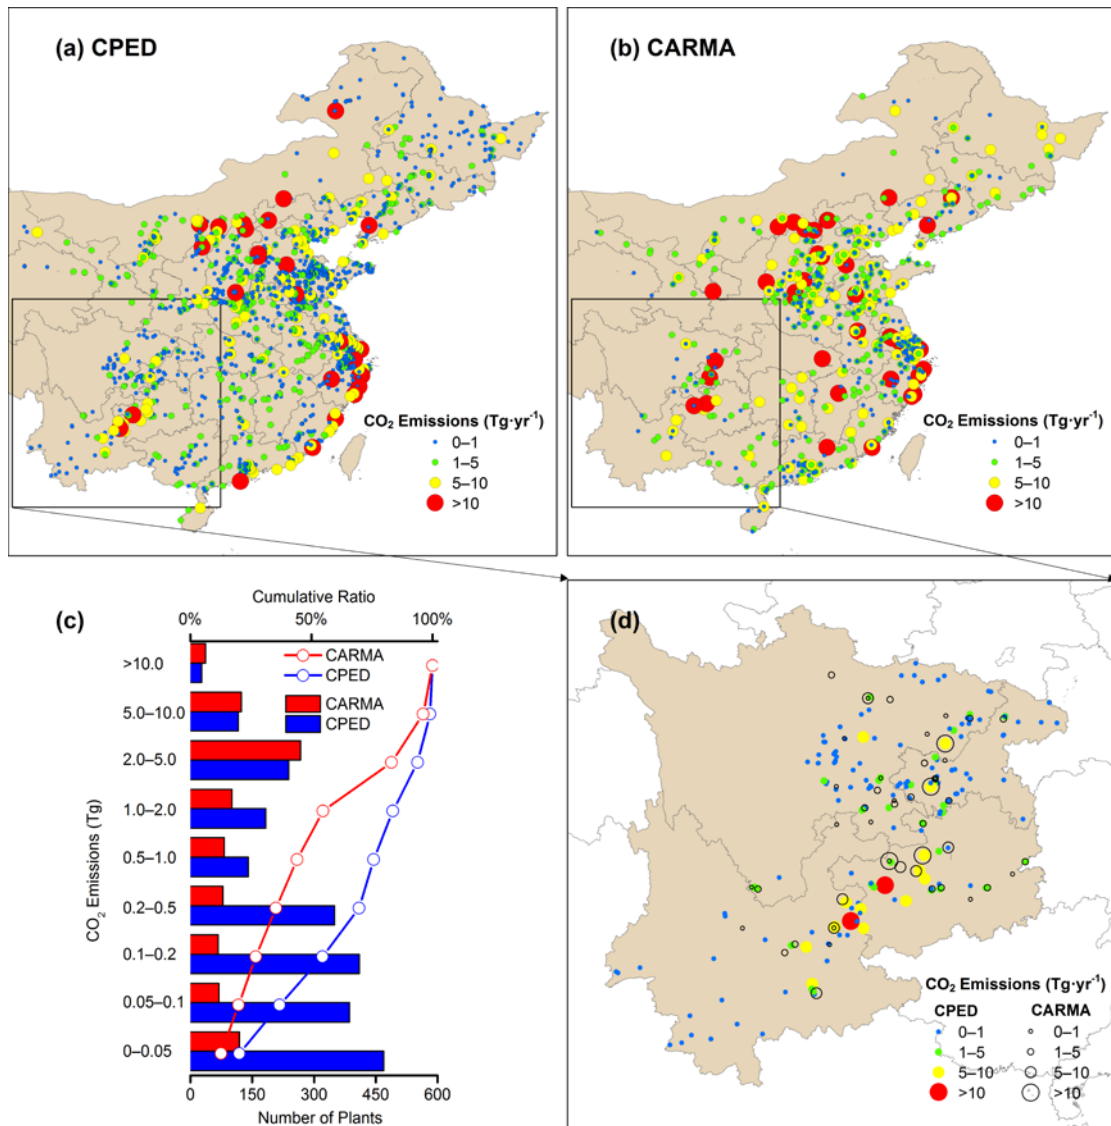 (a) CPED
CO₂ Emissions (Tg·yr⁻¹)
0–1
1–5
5–10
>10
(b) CARMA
CO₂ Emissions (Tg·yr⁻¹)
0–1
1–5
5–10
>10
(c)
Cumulative Ratio
0% 50% 100%
CARMA
CPED
CARMA
CPED
CO₂ Emissions (Tg)
>10.0
5.0–10.0
2.0–5.0
1.0–2.0
0.5–1.0
0.2–0.5
0.1–0.2
0.05–0.1
0–0.05
0 150 300 450 600
Number of Plants
(d)
CO₂ Emissions (Tg·yr⁻¹)
CPED CARMA
0–1 0–1
1–5 1–5
5–10 5–10
>10 >10